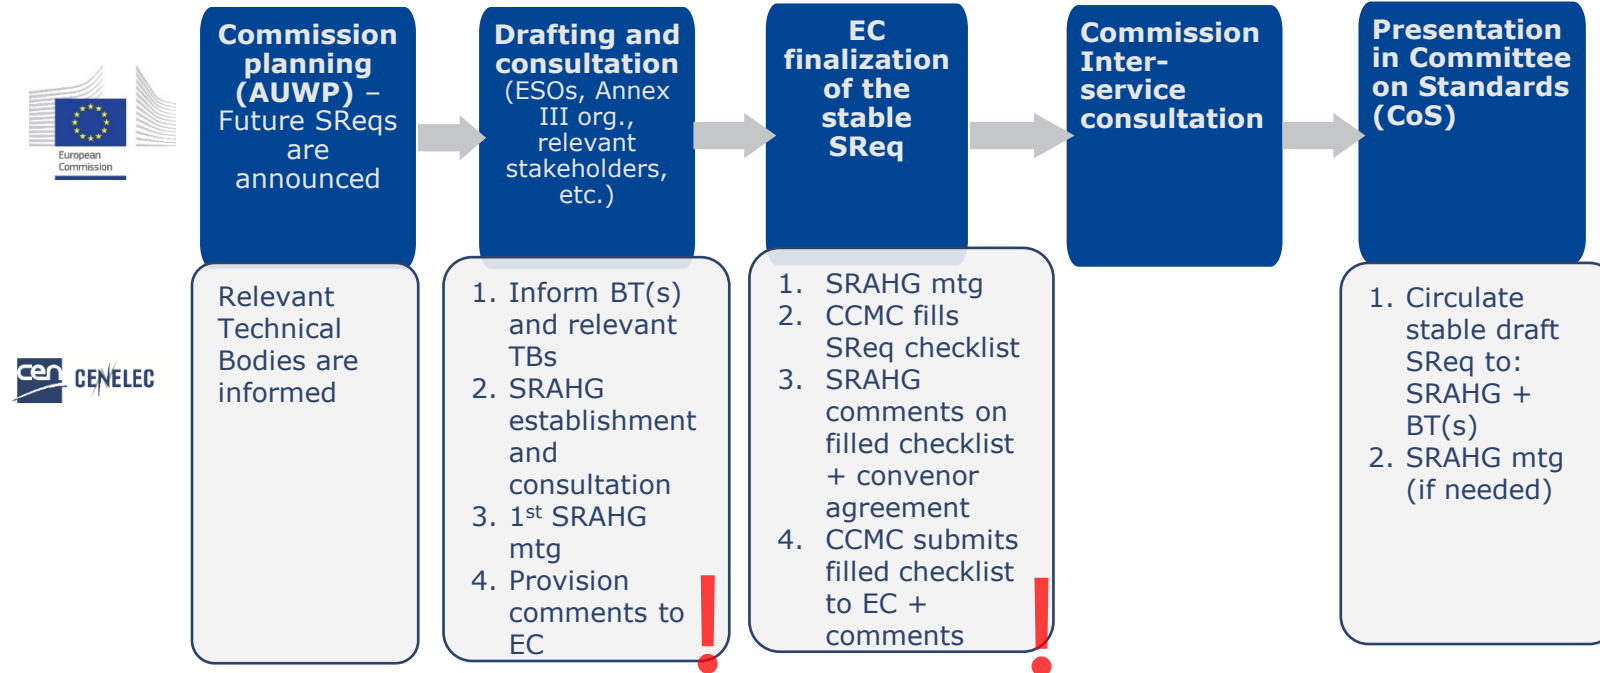 Commission
planning
(AUWP) –
Future SReqs
are
announced
Drafting and
consultation
(ESOs, Annex
III org.,
relevant
stakeholders,
etc.)
EC
finalization
of the
stable
SReq
Commission
Inter-
service
consultation
Presentation
in Committee
on Standards
(CoS)
European
Commission
Relevant
Technical
Bodies are
informed
1. Inform BT(s)
and relevant
TBs
2. SRAHG
establishment
and
consultation
3. 1st SRAHG
mtg
4. Provision
comments to
EC
!
1. SRAHG mtg
2. CCMC fills
SReq checklist
3. SRAHG
comments on
filled checklist
+ convenor
agreement
4. CCMC submits
filled checklist
to EC +
comments
!
1. Circulate
stable draft
SReq to:
SRAHG +
BT(s)
2. SRAHG mtg
(if needed)
cen CENELEC